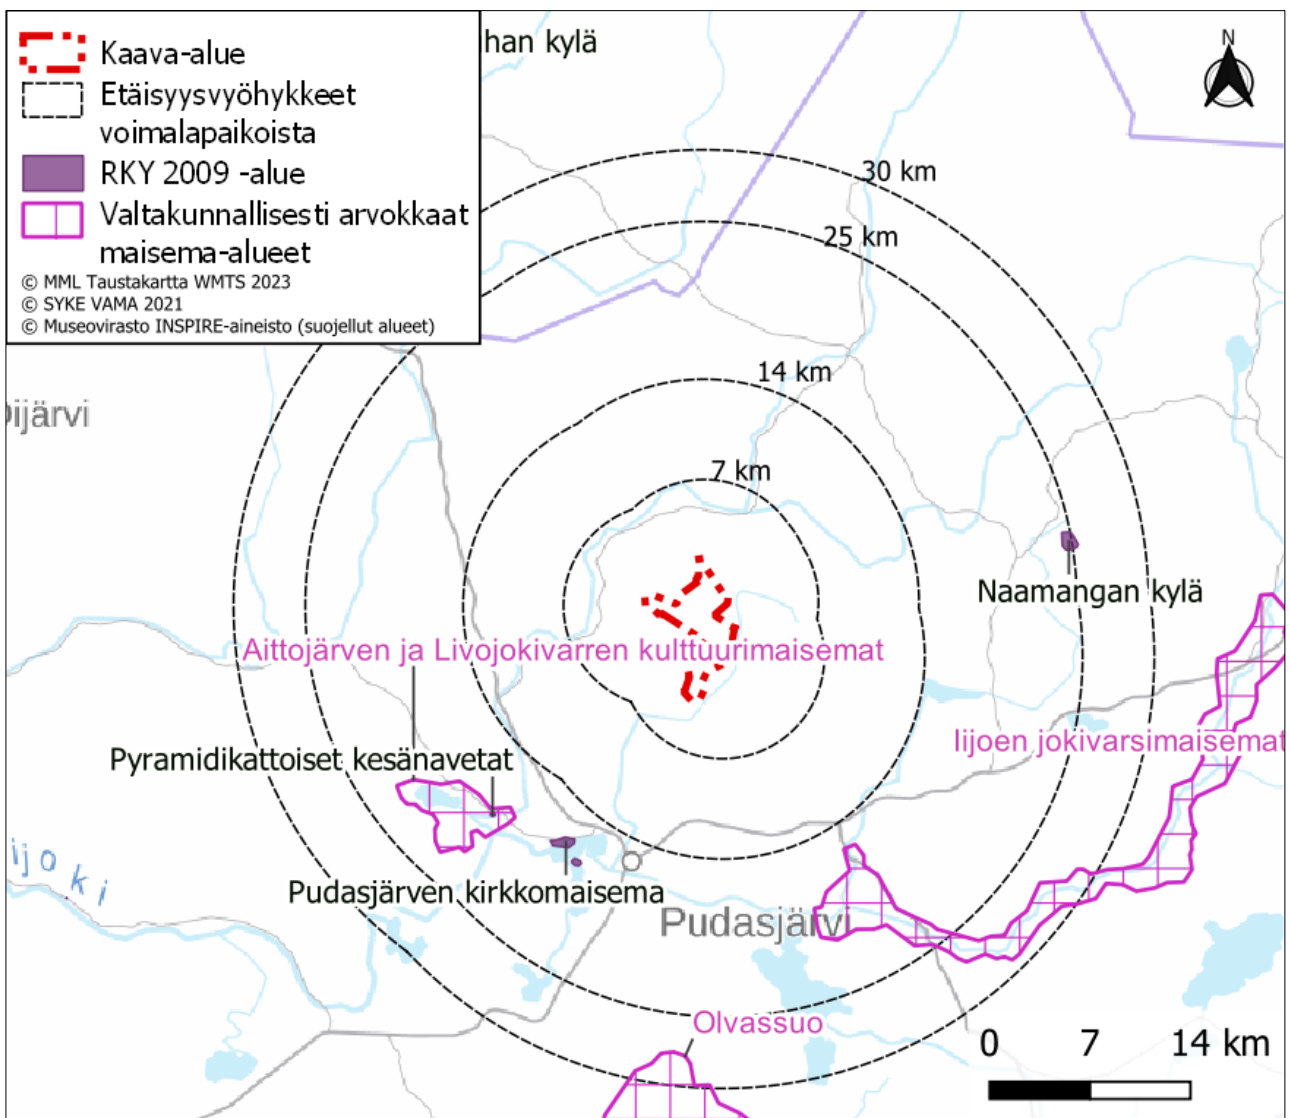 Kaava-alue
Etäisyysvyöhykkeet
voimalapaikoista
RKY 2009 -alue
Valtakunnallisesti arvokkaat
maisema-alueet
© MML Taustakartta WMTS 2023
© SYKE VAMA 2021
© Museovirasto INSPIRE-aineisto (suojellut alueet)
han kylä
N
30 km
25 km
14 km
7 km
ijärvi
Naamangan kylä
Aittojärven ja Livojokivarren kulttuurimaisemat
Iijoen jokivarsimaisemat
Pyramidikattoiset kesänavetat
ijoki
Pudasjärven kirkkomaisema
Pudasjärvi
Olvassuo
0 7 14 km